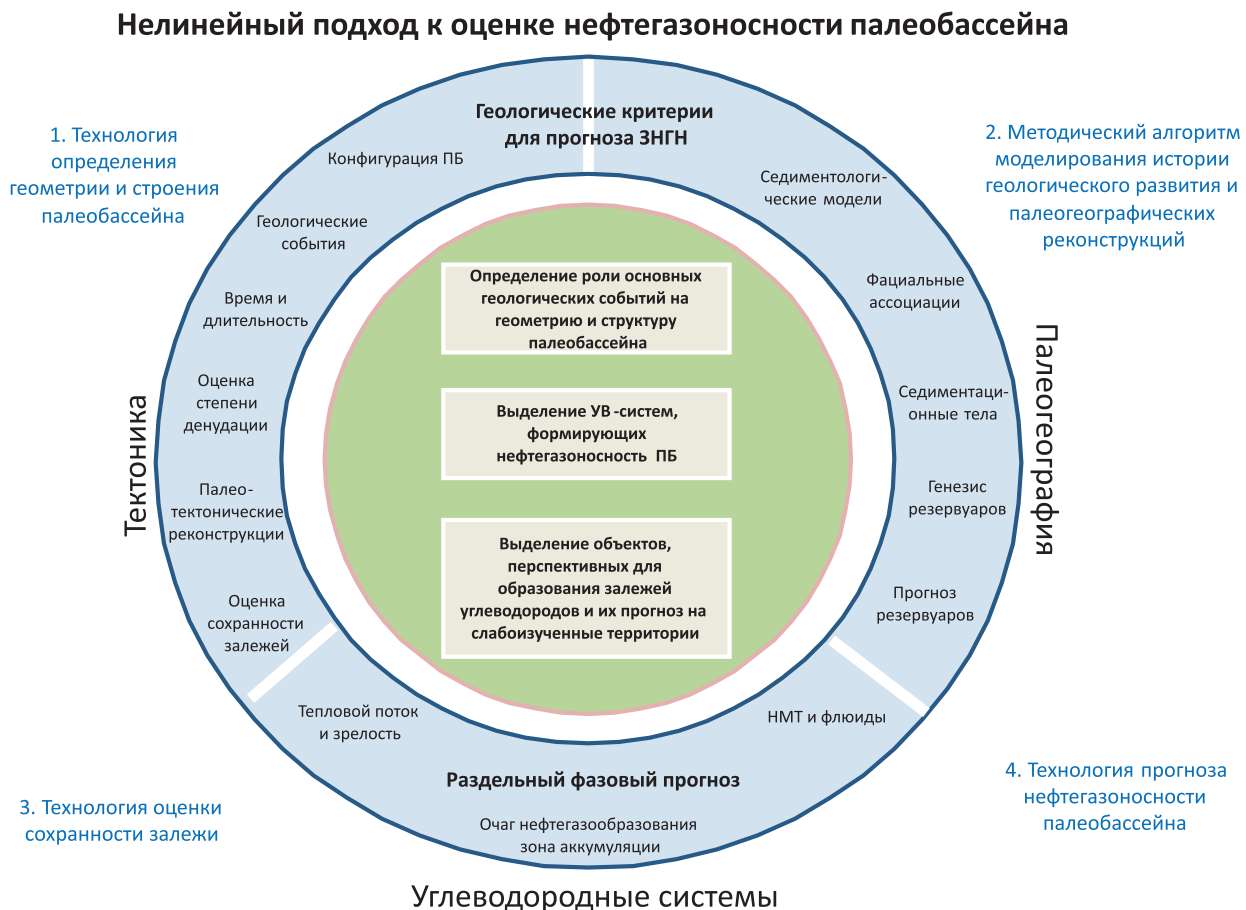 Нелинейный подход к оценке нефтегазоносности палеобассейна
1. Технология
определения
геометрии и строения
палеобассейна
2. Методический алгоритм
моделирования истории
геологического развития и
палеогеографических
реконструкций
Геологические критерии
для прогноза ЗНГН
Конфигурация ПБ
Геологические
события
Время и
длительность
Оценка
степени
денудации
Палео-
тектонические
реконструкции
Оценка
сохранности
залежей
Тектоника
Седиментологи-
ческие модели
Фациальные
ассоциации
Седиментаци-
онные тела
Генезис
резервуаров
Прогноз
резервуаров
Палеогеография
Определение роли основных
геологических событий на
геометрию и структуру
палеобассейна
Выделение УВ-систем,
формирующих
нефтегазоносность ПБ
Выделение объектов,
перспективных для
образования залежей
углеводородов и их прогноз на
слабоизученные территории
Тепловой поток
и зрелость
НМТ и флюиды
Раздельный фазовый прогноз
Очаг нефтегазообразования
зона аккумуляции
3. Технология оценки
сохранности залежи
4. Технология прогноза
нефтегазоносности
палеобассейна
Углеводородные системы